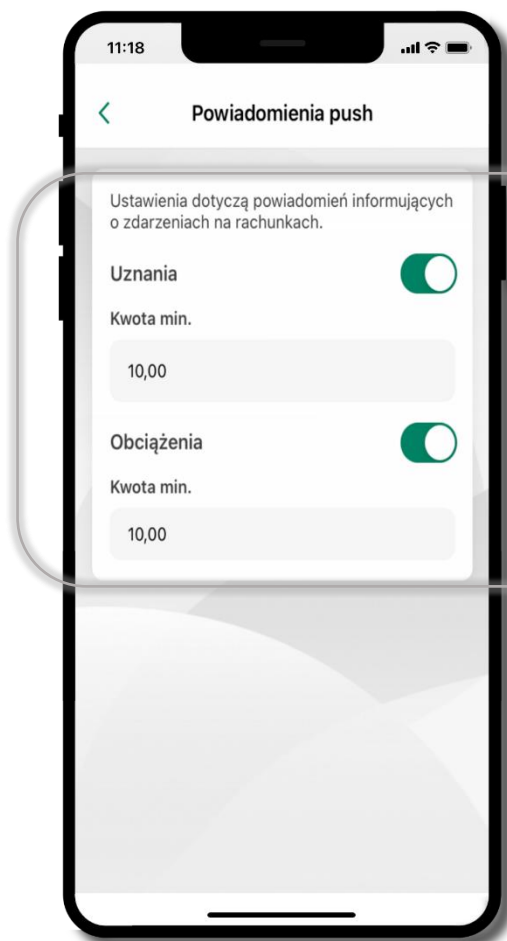 11:18
Powiadomienia push
Ustawienia dotyczą powiadomień informujących
o zdarzeniach na rachunkach.
Uznania
Kwota min.
10,00
Obciążenia
Kwota min.
10,00